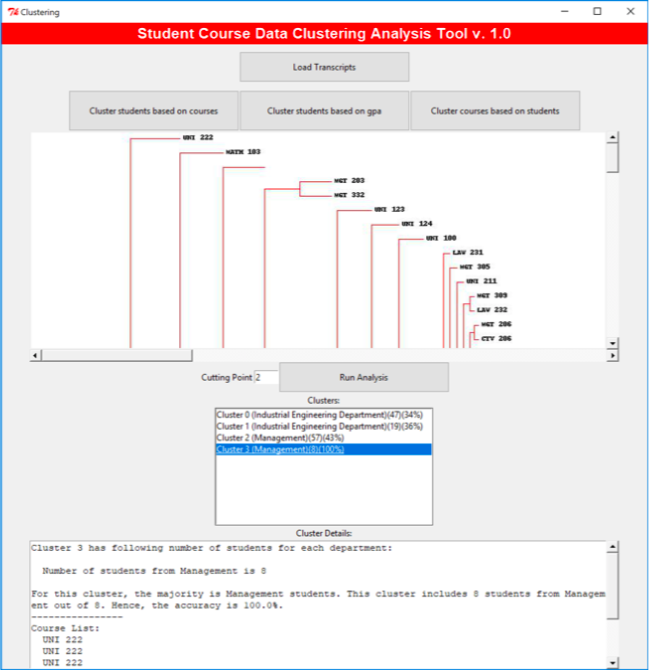 Clustering
Student Course Data Clustering Analysis Tool v. 1.0
Load Transcripts
Cluster students based on courses
Cluster students based on gpa
Cluster courses based on students
UNI 222
MATH 103
MGT 203
MGT 332
UNI 123
UNI 124
UNI 100
LAW 231
MGT 305
UNI 211
MGT 309
LAW 232
MGT 206
CTV 206
Cutting Point 2
Run Analysis
Clusters:
Cluster 0 (Industrial Engineering Department)(47)(34%)
Cluster 1 (Industrial Engineering Department)(19)(36%)
Cluster 2 (Management)(57)(43%)
Cluster 3 (Management)(8)(100%)
Cluster Details:
Cluster 3 has following number of students for each department:
Number of students from Management is 8
For this cluster, the majority is Management students. This cluster includes 8 students from Managem
ent out of 8. Hence, the accuracy is 100.0%.
----------------
Course List:
UNI 222
UNI 222
UNI 222